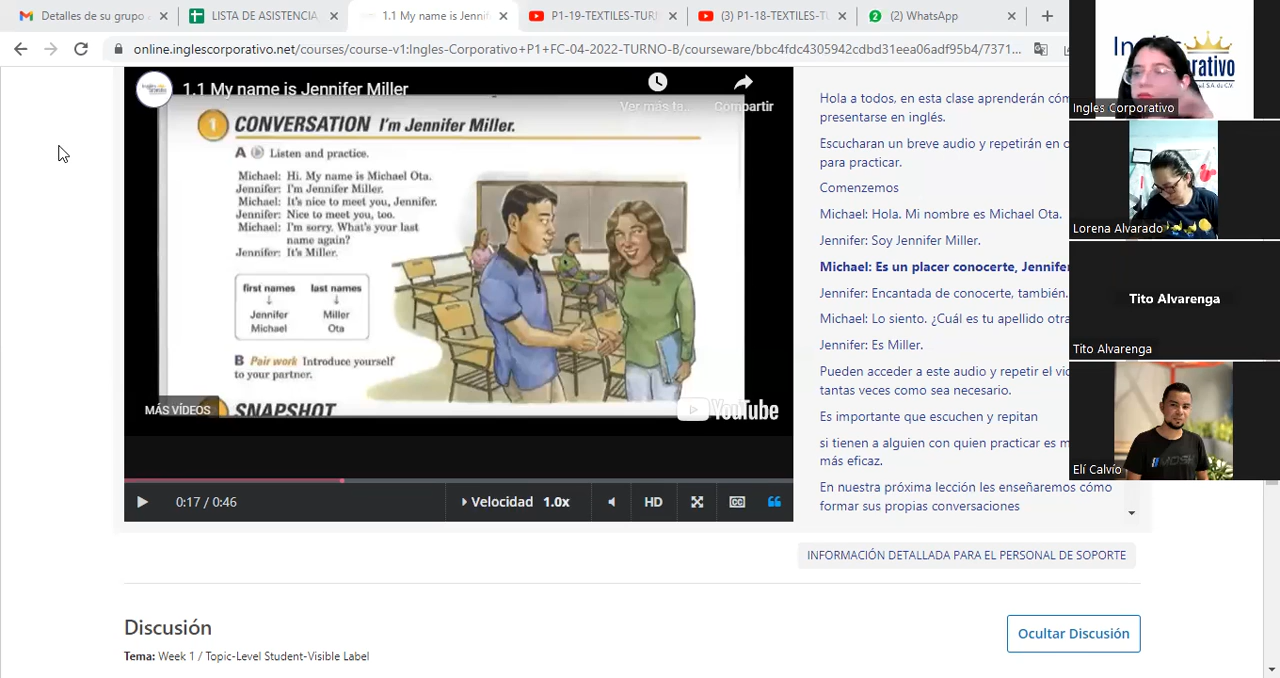 Detalles de su grupo
LISTA DE ASISTENCIA
1.1 My name is Jennif
P1-19-TEXTILES-TURN
(3) P1-18-TEXTILES-TU
(2) WhatsApp
online.inglescorporativo.net/courses/course-v1:Ingles-Corporativo+P1+FC-04-2022-TURNO-B/courseware/bbc4fdc4305942cdbd31eea06adf95b4/7371...
1.1 My name is Jennifer Miller
Ver más ta...
Compartir
1 CONVERSATION I'm Jennifer Miller.
A Listen and practice.
Michael: Hi. My name is Michael Ota.
Jennifer: I'm Jennifer Miller.
Michael: It's nice to meet you, Jennifer.
Jennifer: Nice to meet you, too.
Michael: I'm sorry. What's your last
name again?
Jennifer: It's Miller.
first names last names
Jennifer Miller
Michael Ota
B Pair work Introduce yourself
to your partner.
SNAPSHOT
MÁS VÍDEOS
YouTube
0:17 / 0:46
Velocidad 1.0x
HD
CC
Hola a todos, en esta clase aprenderán cóm
presentarse en inglés.
Escucharan un breve audio y repetirán en c
para practicar.
Comenzemos
Michael: Hola. Mi nombre es Michael Ota.
Jennifer: Soy Jennifer Miller.
Michael: Es un placer conocerte, Jennifer
Jennifer: Encantada de conocerte, también.
Michael: Lo siento. ¿Cuál es tu apellido otra
Jennifer: Es Miller.
Pueden acceder a este audio y repetir el vid
tantas veces como sea necesario.
Es importante que escuchen y repitan
si tienen a alguien con quien practicar es m
más eficaz.
En nuestra próxima lección les enseñaremos cómo
formar sus propias conversaciones
INFORMACIÓN DETALLADA PARA EL PERSONAL DE SOPORTE
Discusión
Tema: Week 1 / Topic-Level Student-Visible Label
Ocultar Discusión
Ingles Corporativo
Lorena Alvarado
Tito Alvarenga
Tito Alvarenga
Elí Calvío